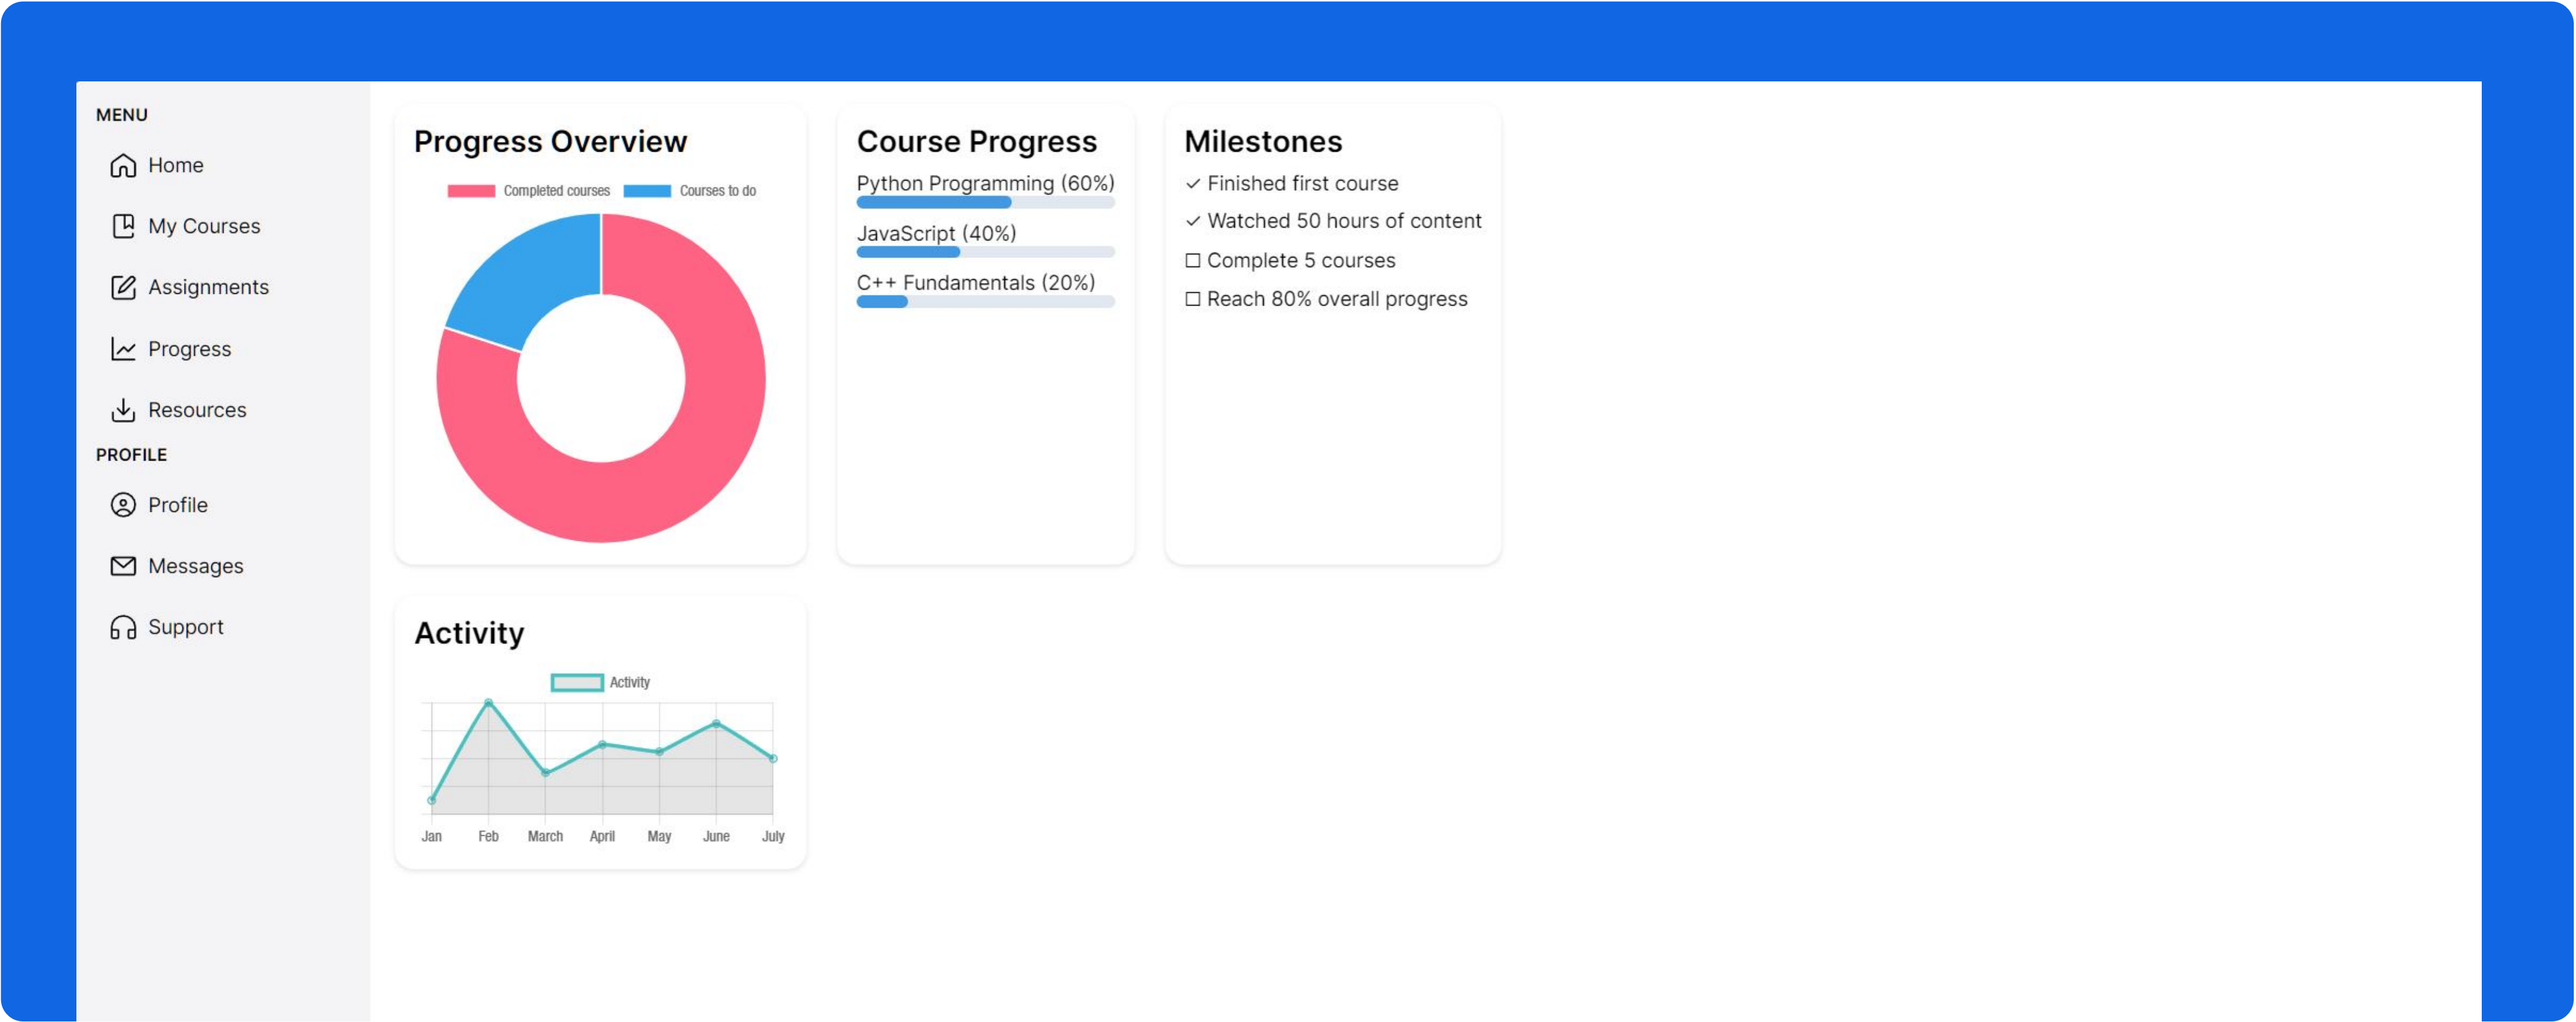 MENU
Home
My Courses
Assignments
Progress
Resources
PROFILE
Profile
Messages
Support
Progress Overview
Completed courses Courses to do
Course Progress
Python Programming (60%)
JavaScript (40%)
C++ Fundamentals (20%)
Milestones
✓ Finished first course
✓ Watched 50 hours of content
☐ Complete 5 courses
☐ Reach 80% overall progress
Activity
Activity
Jan Feb March April May June July